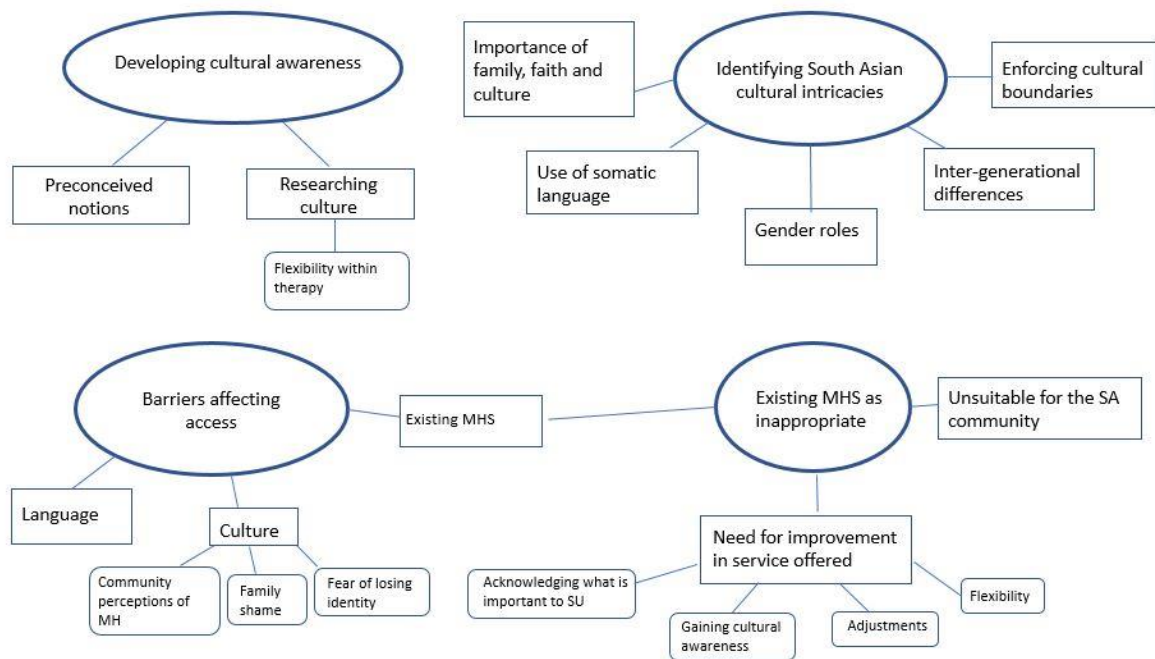 Developing cultural awareness
Preconceived
notions
Researching
culture
Flexibility within
therapy
Importance of
family, faith and
culture
Identifying South Asian
cultural intricacies
Enforcing cultural
boundaries
Use of somatic
language
Gender roles
Inter-generational
differences
Barriers affecting
access
Existing MHS
Existing MHS as
inappropriate
Unsuitable for the SA
community
Language
Culture
Community
perceptions of
MH
Family
shame
Fear of losing
identity
Need for improvement
in service offered
Acknowledging what is
important to SU
Gaining cultural
awareness
Adjustments
Flexibility